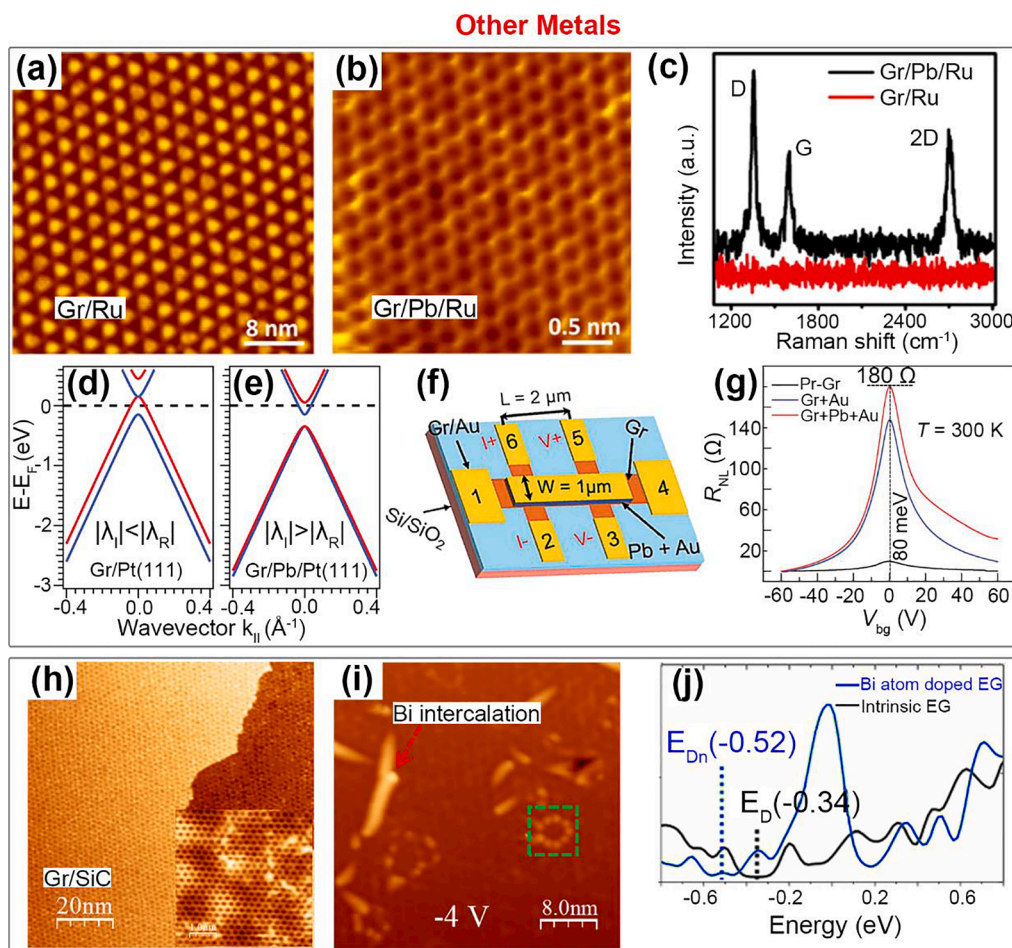 Other Metals
(a)
Gr/Ru
8 nm
(b)
Gr/Pb/Ru
0.5 nm
(c)
Gr/Pb/Ru
Gr/Ru
D
G
2D
Intensity (a.u.)
1200 1800 2400 3000
Raman shift (cm⁻¹)
(d)
0
-1
-2
-3
E-E_F, (eV)
|λ_I|<|λ_R|
Gr/Pt(111)
-0.4 0.0 0.4
(e)
|λ_I|>|λ_R|
Gr/Pb/Pt(111)
-0.4 0.0 0.4
Wavevector k_II (Å⁻¹)
(f)
L = 2 μm
Gr/Au
I+ 6
V+ 5
Gr
1
W = 1μm
4
Si/SiO₂
I- 2
V- 3
Pb + Au
(g)
180 Ω
Pr-Gr
Gr+Au
Gr+Pb+Au
T = 300 K
R_NL (Ω)
140
100
60
20
80 meV
-60 -40 -20 0 20 40 60
V_bg (V)
(h)
Gr/SiC
20nm
(i)
Bi intercalation
-4 V
8.0nm
(j)
Bi atom doped EG
Intrinsic EG
E_Dn(-0.52)
E_D(-0.34)
-0.6 -0.2 0.2 0.6
Energy (eV)